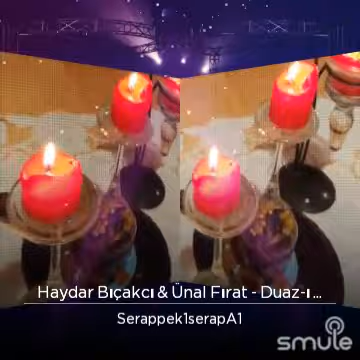 Haydar Bıçakcı & Ünal Fırat - Duaz-ı ...
Serappek1serapA1
smule